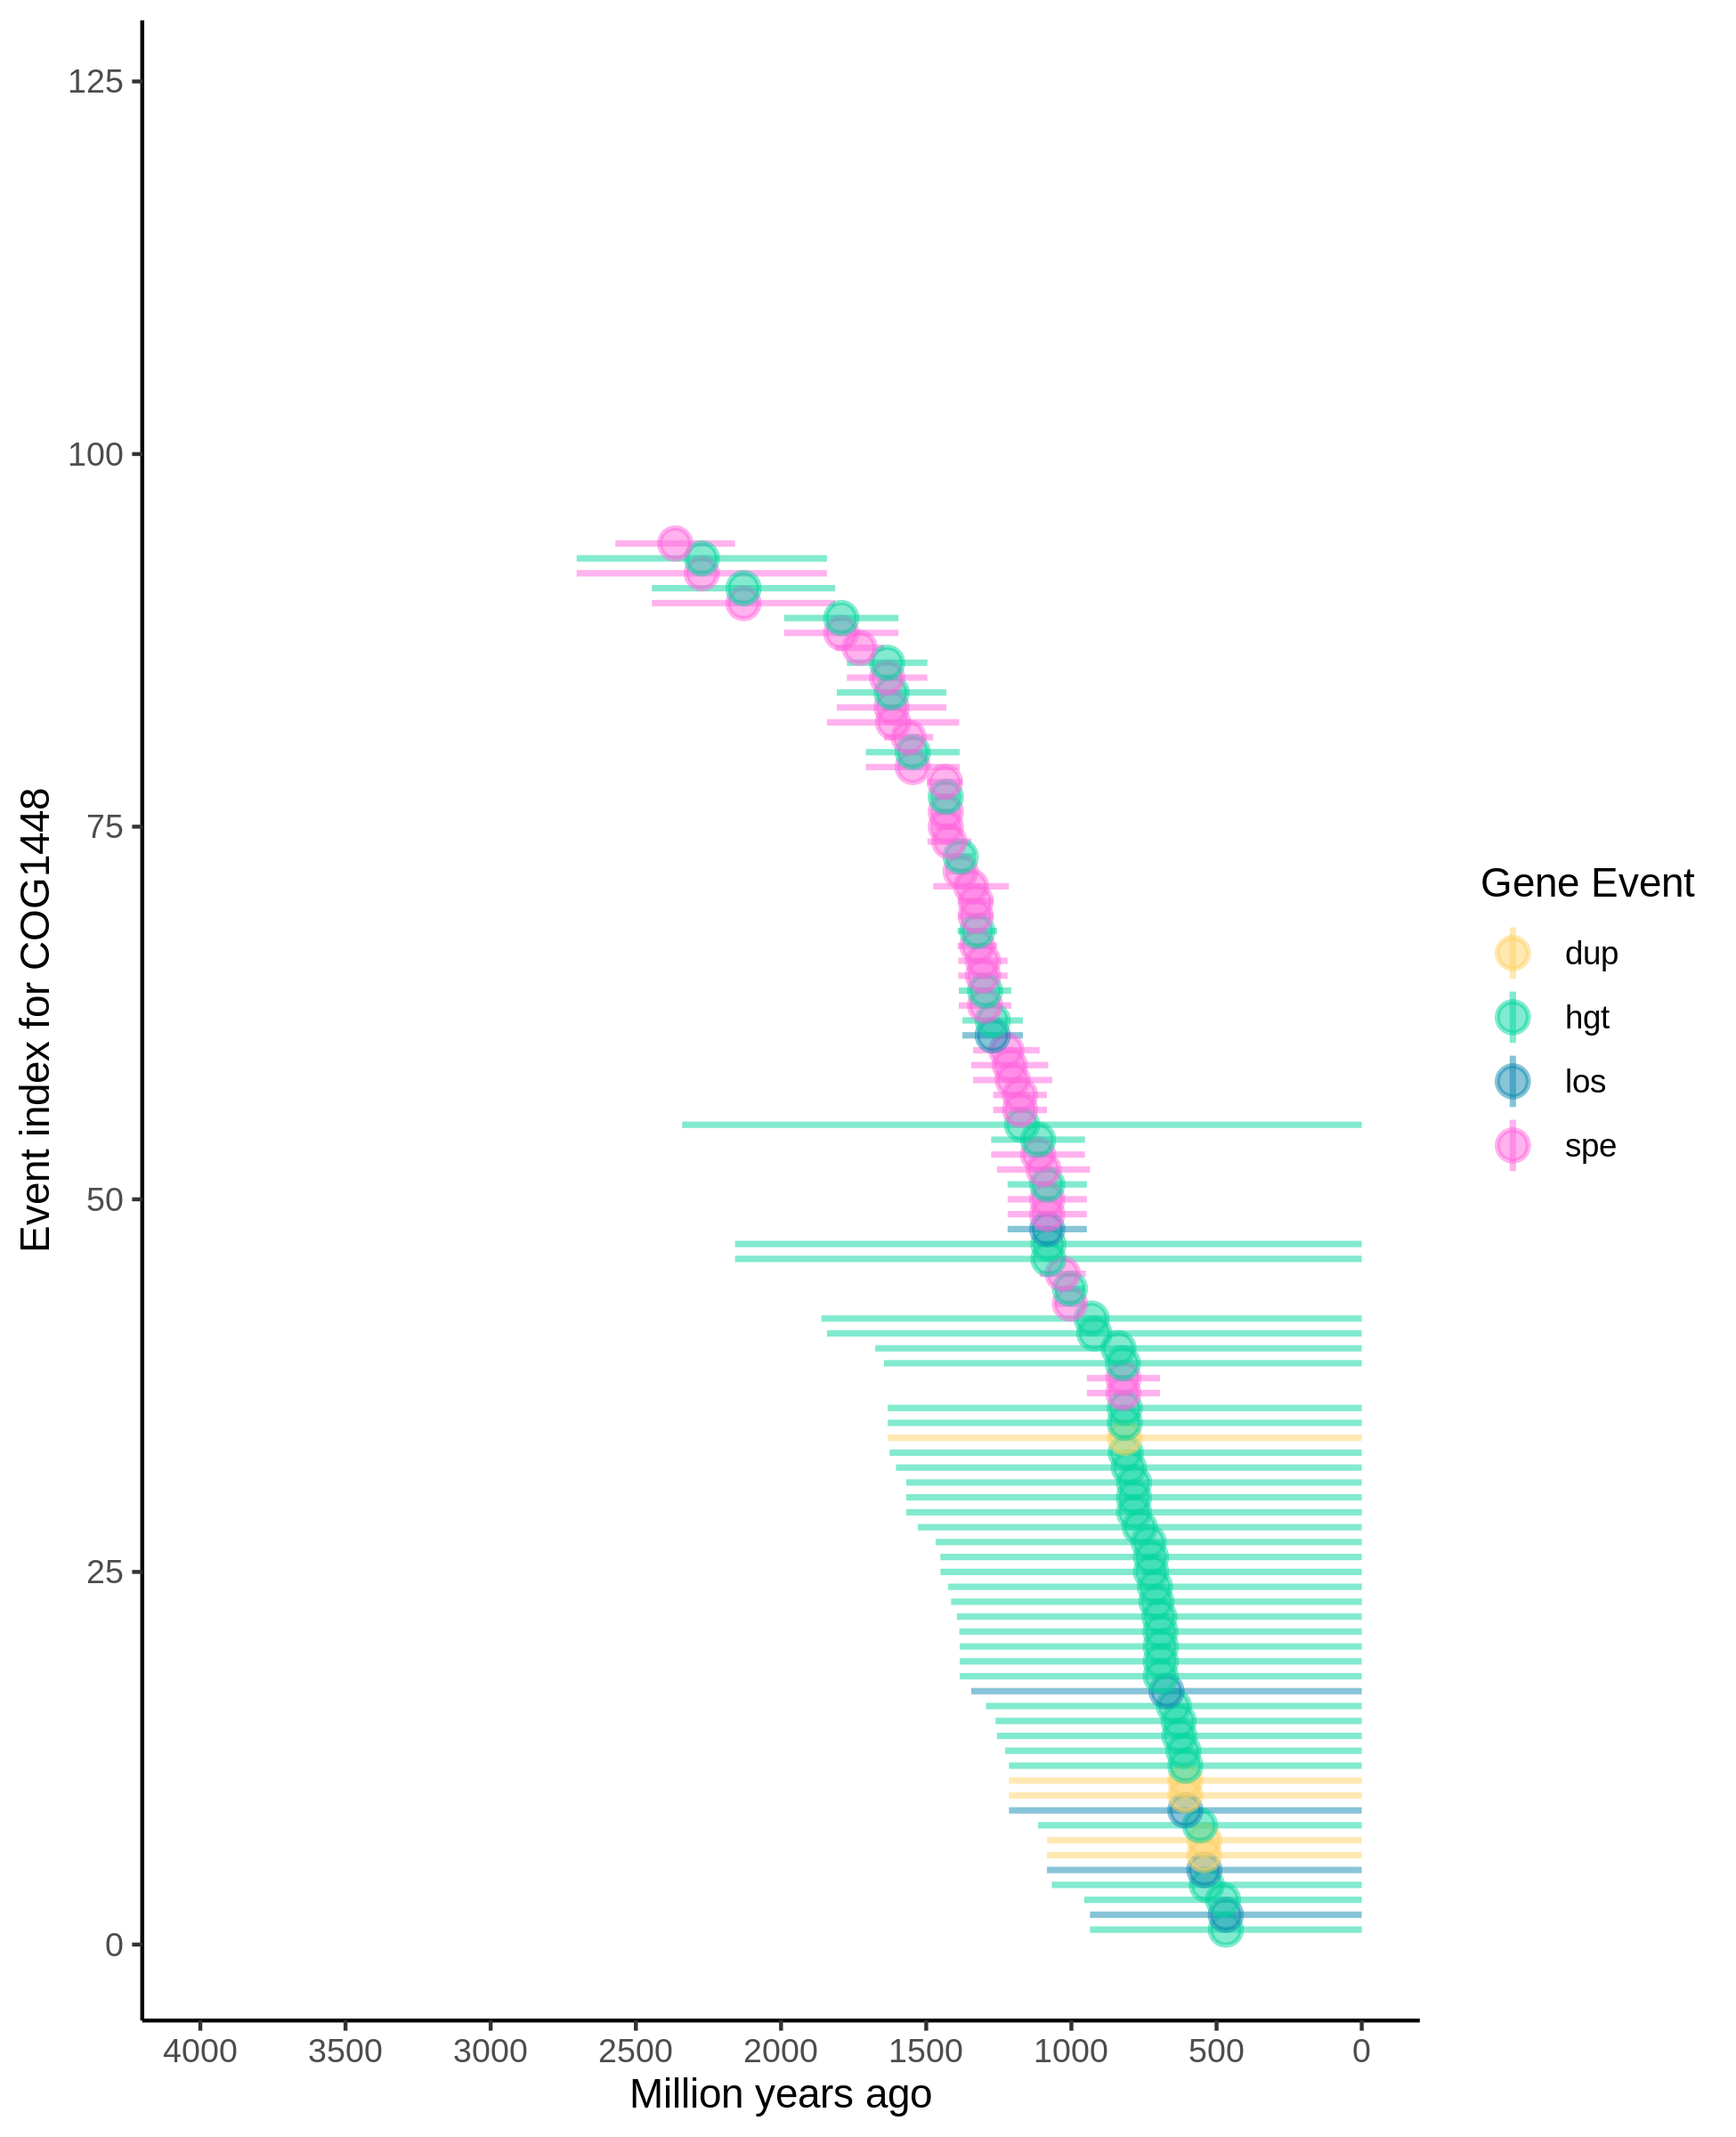 125
100
75
50
25
0
Event index for COG1448
4000 3500 3000 2500 2000 1500 1000 500 0
Million years ago
Gene Event
dup
hgt
los
spe